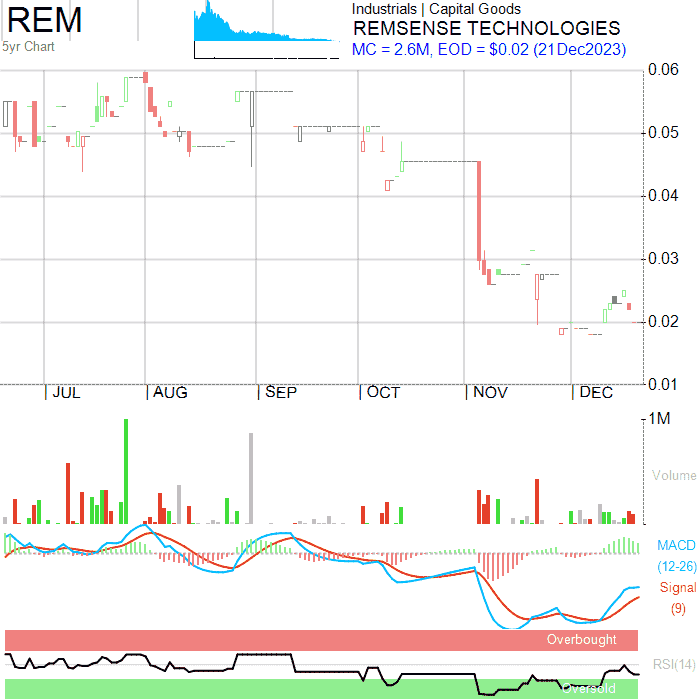 REM
5yr Chart
Industrials | Capital Goods
REMSENSE TECHNOLOGIES
MC = 2.6M, EOD = $0.02 (21Dec2023)
0.06
0.05
0.04
0.03
0.02
0.01
JUL AUG SEP OCT NOV DEC
1M
Volume
MACD
(12-26)
Signal
(9)
Overbought
RSI(14)
Oversold